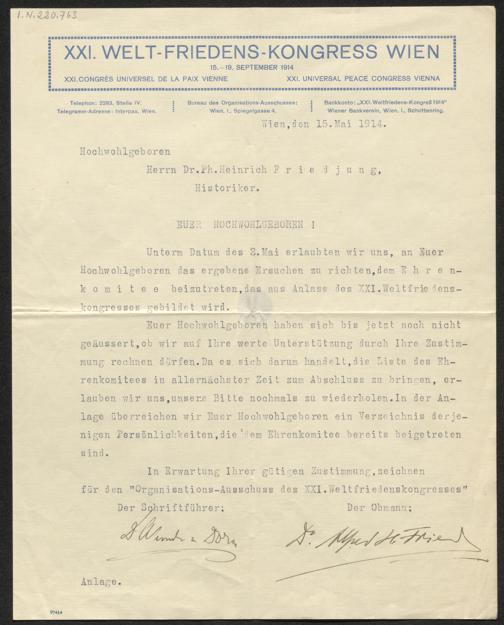 I.N.220.763
XXI. WELT-FRIEDENS-KONGRESS WIEN
15.–19. SEPTEMBER 1914
XXI. CONGRÈS UNIVERSEL DE LA PAIX VIENNE
XXI. UNIVERSAL PEACE CONGRESS VIENNA
Telephon: 2293, Stelle IV.
Telegramm-Adresse: Interpax, Wien.
Bureau des Organisations-Ausschusses:
Wien, I., Spiegelgasse 4.
Bankkonto: „XXI. Weltfriedens-Kongreß 1914"
Wiener Bankverein, Wien, I., Schottenring.
Wien,den 15.Mai 1914.
Hochwohlgeboren
Herrn Dr.Ph.Heinrich F r i e d j u n g,
Historiker.
EUER HOCHWOHLGEBOREN !
Unterm Datum des 2.Mai erlaubten wir uns, an Euer
Hochwohlgeboren das ergebene Ersuchen zu richten,dem E h r e n-
k o m i t e e beizutreten,das aus Anlass des XXI.Weltfriedens-
kongresses gebildet wird.
Euer Hochwohlgeboren haben sich bis jetzt noch nicht
geäussert,ob wir auf Ihre werte Unterstützung durch Ihre Zustim-
mung rechnen dürfen.Da es sich darum handelt,die Liste des Eh-
renkomitees in allernächster Zeit zum Abschluss zu bringen, er-
lauben wir uns,unsere Bitte nochmals zu wiederholen.In der An-
lage überreichen wir Euer Hochwohlgeboren ein Verzeichnis derje-
nigen Persönlichkeiten,die dem Ehrenkomitee bereits beigetreten
sind.
In Erwartung Ihrer gütigen Zustimmung,zeichnen
für den "Organisations-Ausschuss des XXI.Weltfriedenskongresses"
Der Schriftführer:
Der Obmann:
Dr. Alfred H. Fried
Anlage.